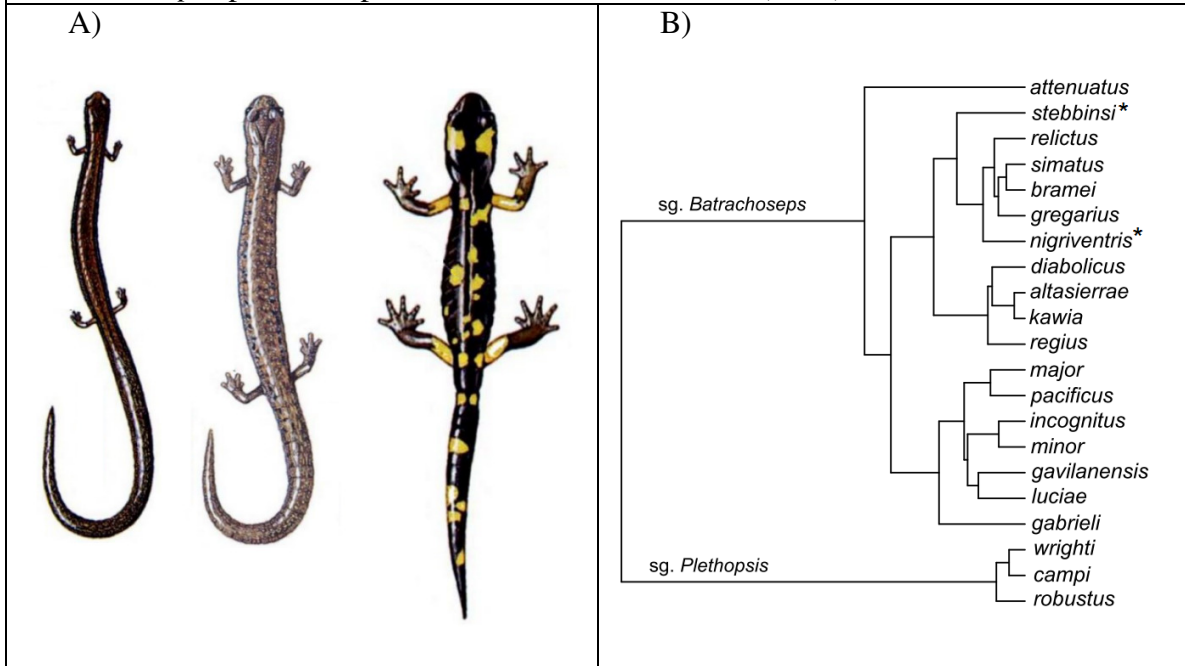 A)
B)
attenuatus
stebbinsi*
relictus
simatus
bramei
gregarius
nigriventris*
sg. Batrachoseps
diabolicus
altasierrae
kawia
regius
major
pacificus
incognitus
minor
gavilanensis
luciae
gabrieli
wrighti
sg. Plethopsis
campi
robustus